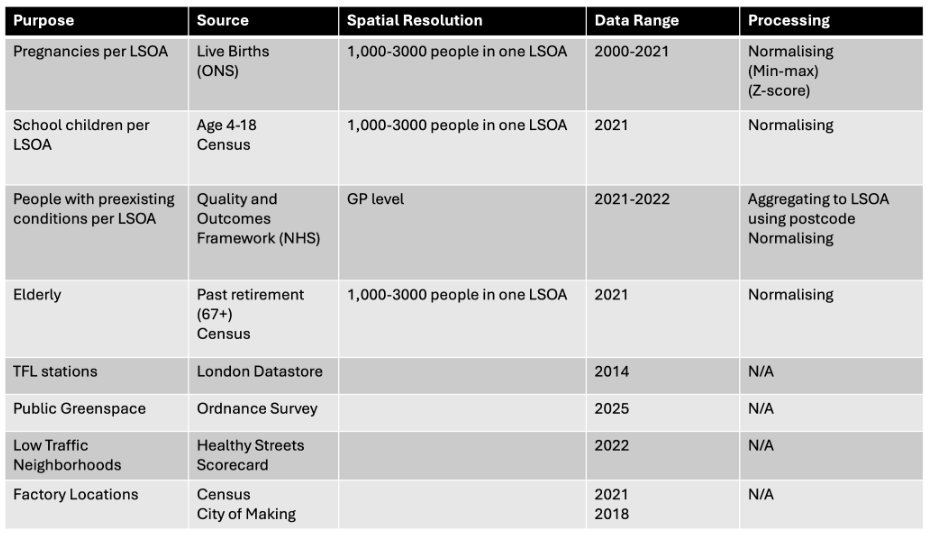 Purpose Source Spatial Resolution Data Range Processing
Pregnancies per LSOA Live Births 1,000-3000 people in one LSOA 2000-2021 Normalising
(ONS) (Min-max)
(Z-score)
School children per Age 4-18 1,000-3000 people in one LSOA 2021 Normalising
LSOA Census
People with preexisting Quality and GP level 2021-2022 Aggregating to LSOA
conditions per LSOA Outcomes using postcode
Framework (NHS) Normalising
Elderly Past retirement 1,000-3000 people in one LSOA 2021 Normalising
(67+)
Census
TFL stations London Datastore 2014 N/A
Public Greenspace Ordnance Survey 2025 N/A
Low Traffic Healthy Streets 2022 N/A
Neighborhoods Scorecard
Factory Locations Census 2021 N/A
City of Making 2018